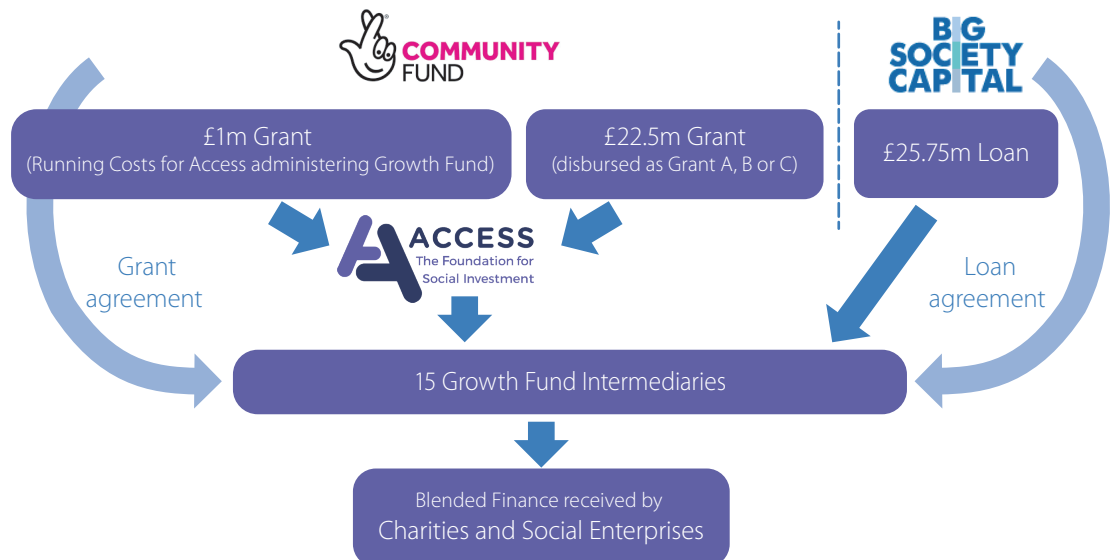 COMMUNITY
FUND
BIG
SOCIETY
CAPITAL
£1m Grant
(Running Costs for Access administering Growth Fund)
£22.5m Grant
(disbursed as Grant A, B or C)
£25.75m Loan
ACCESS
The Foundation for
Social Investment
Grant
agreement
Loan
agreement
15 Growth Fund Intermediaries
Blended Finance received by
Charities and Social Enterprises